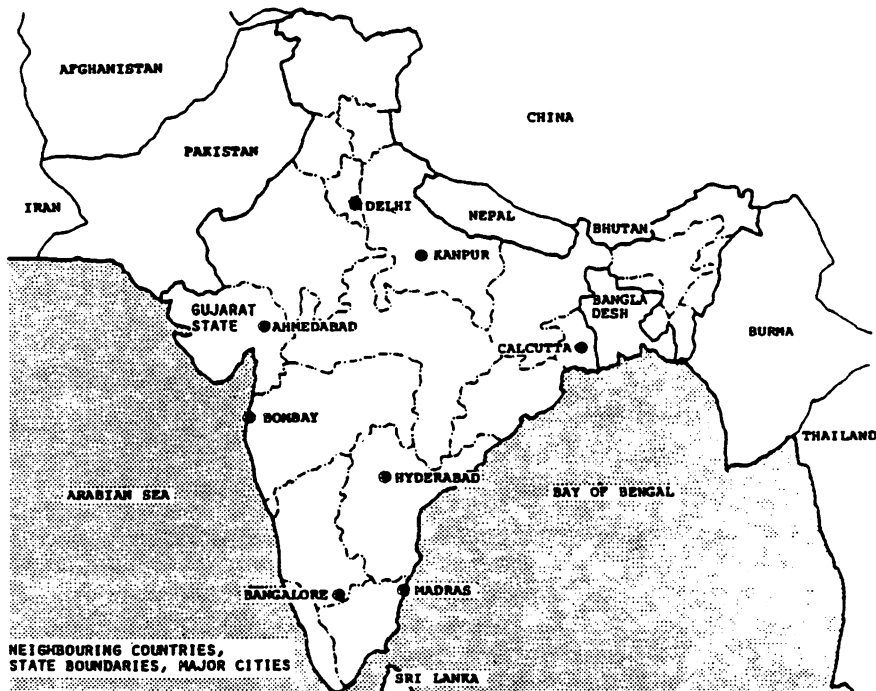 AFGHANISTAN
CHINA
PAKISTAN
IRAN
DELHI
NEPAL
BHUTAN
KANPUR
GUJARAT
STATE
AHMEDABAD
BANGLA
DESH
CALCUTTA
BURMA
BOMBAY
THAILAND
HYDERABAD
ARABIAN SEA
BAY OF BENGAL
BANGALORE
MADRAS
NEIGHBOURING COUNTRIES,
STATE BOUNDARIES, MAJOR CITIES
SRI LANKA